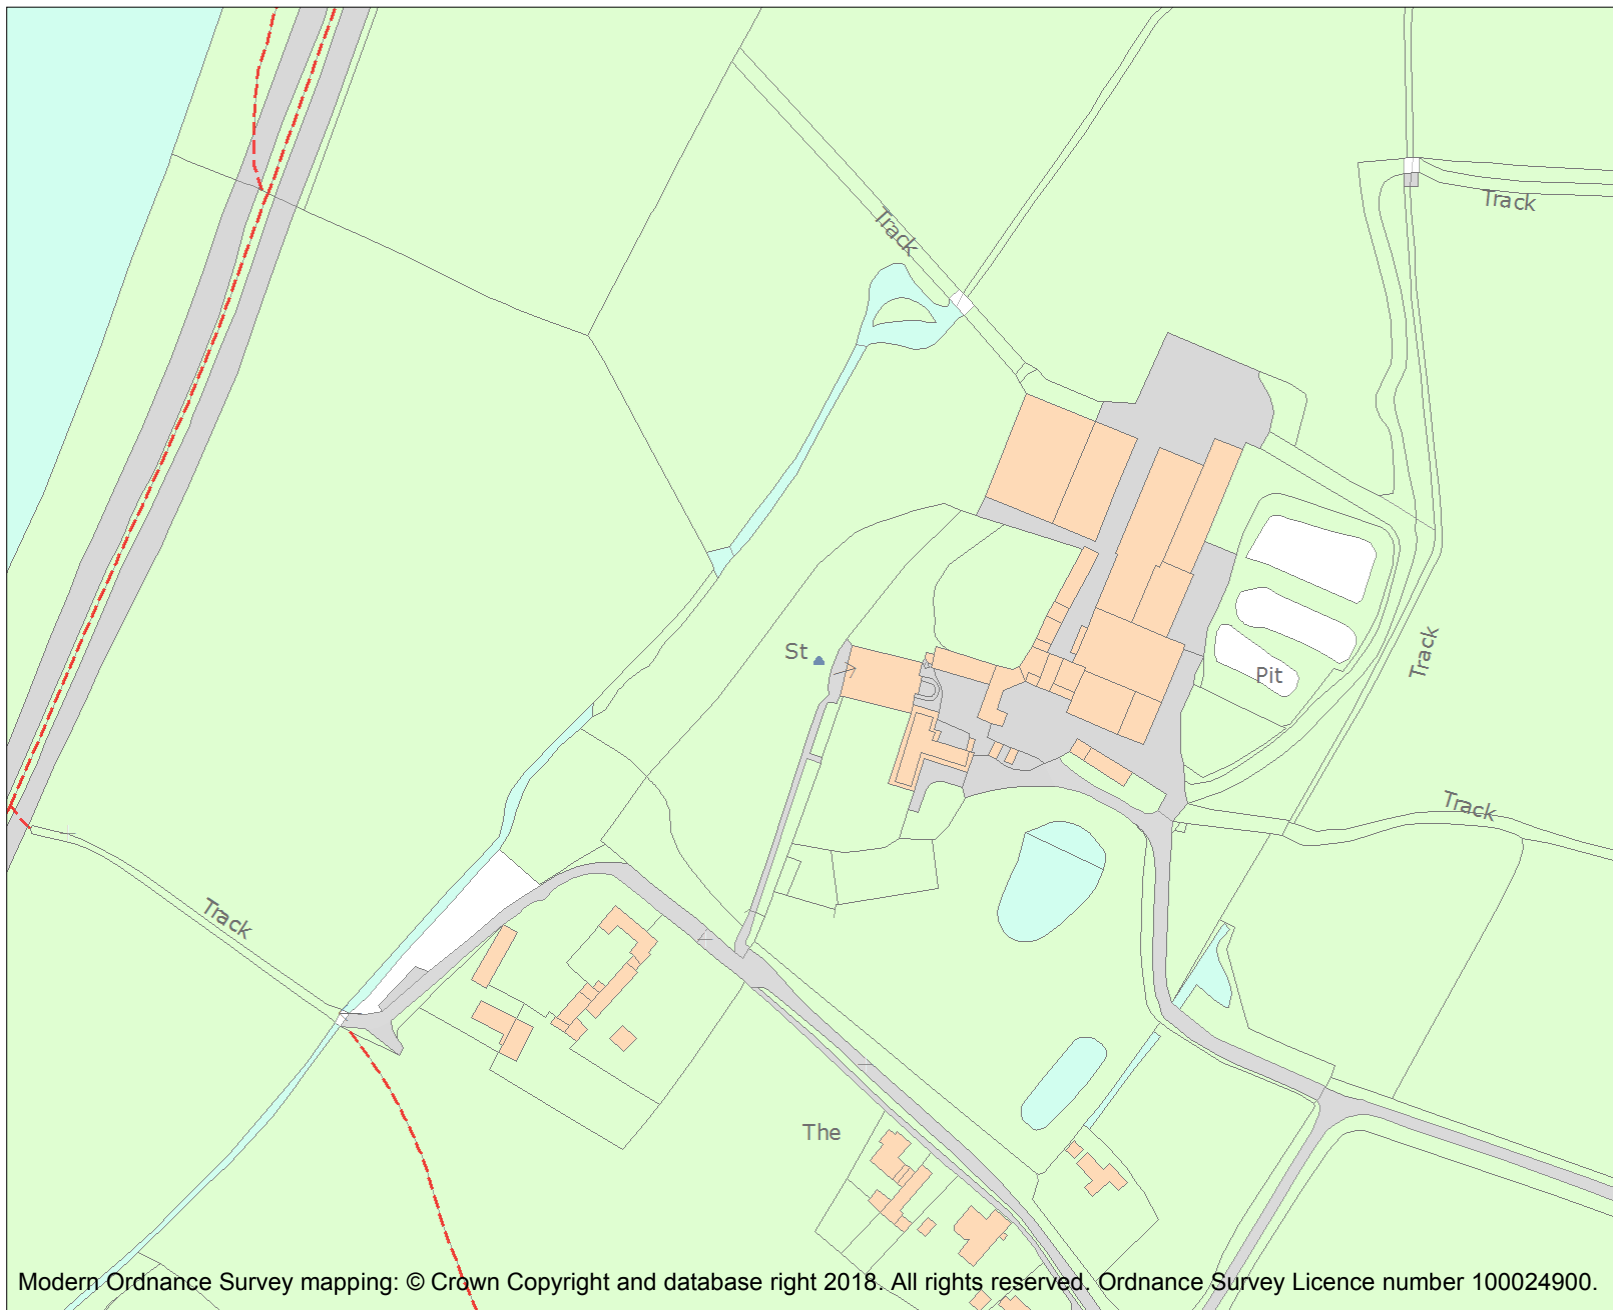 Track
Track
St
Track
Pit
Track
Track
The
Modern Ordnance Survey mapping: © Crown Copyright and database right 2018. All rights reserved. Ordnance Survey Licence number 100024900.